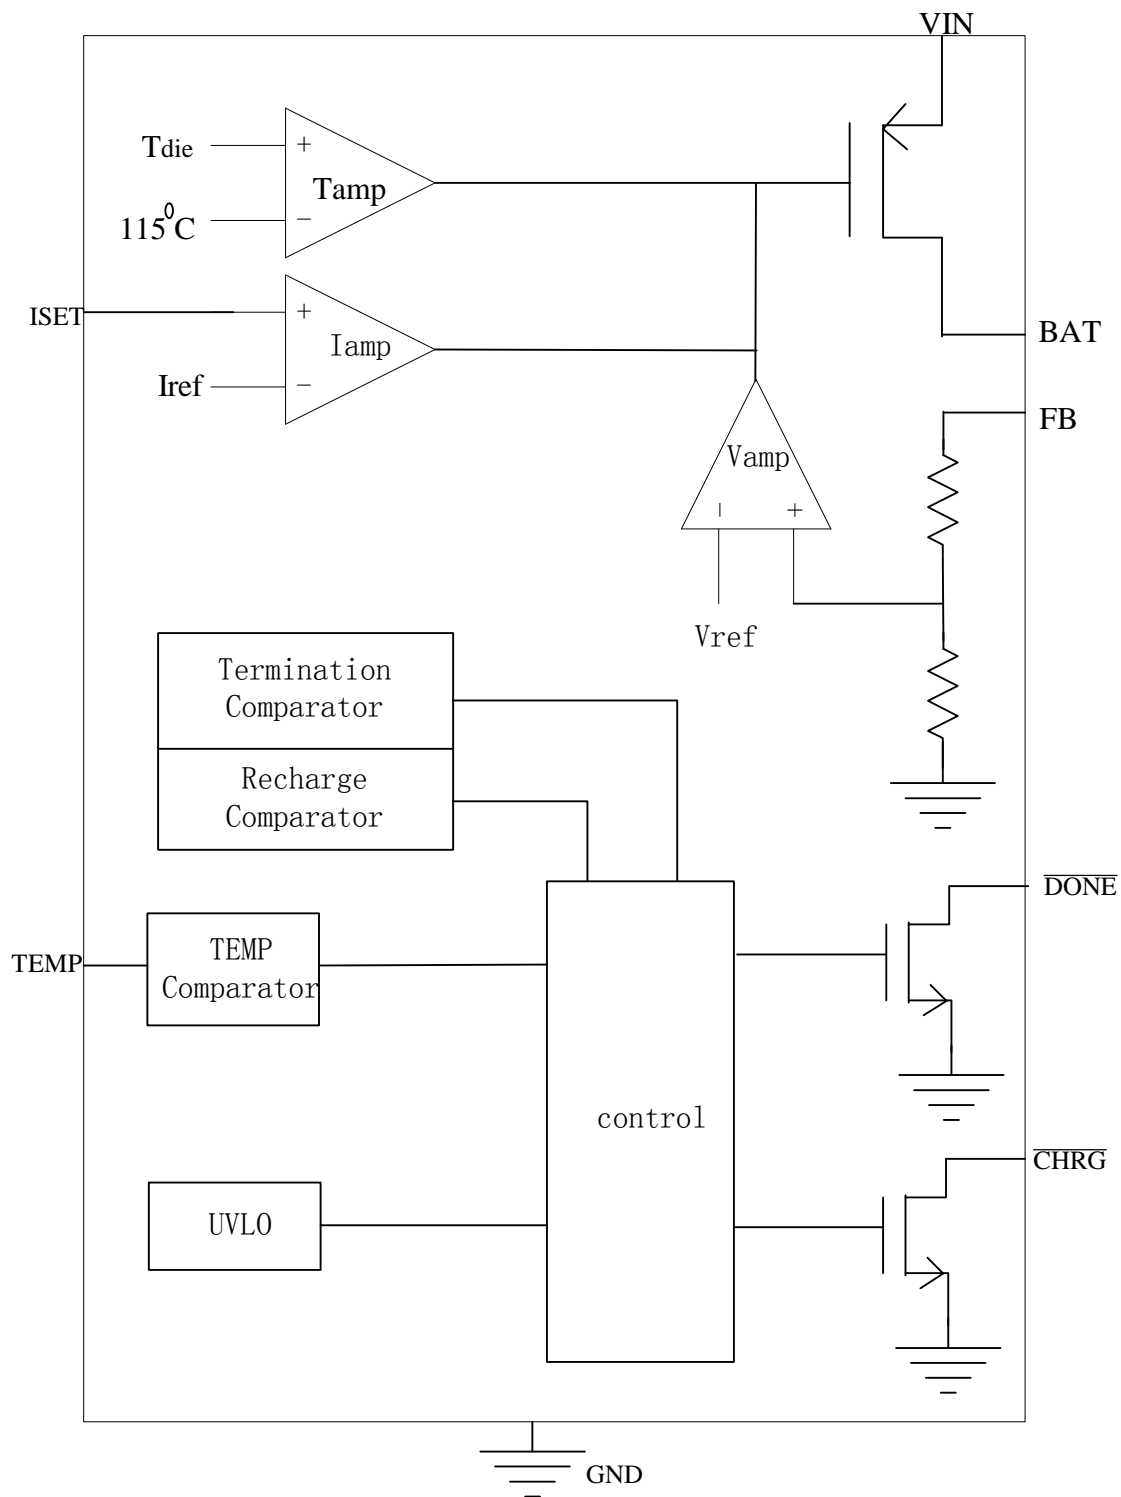 VIN
Tdie
+
Tamp
115⁰C
−
ISET
+
Iamp
Iref
−
BAT
FB
Vamp
−
+
Vref
Termination
Comparator
Recharge
Comparator
DONE
TEMP
TEMP
Comparator
control
CHRG
UVLO
GND